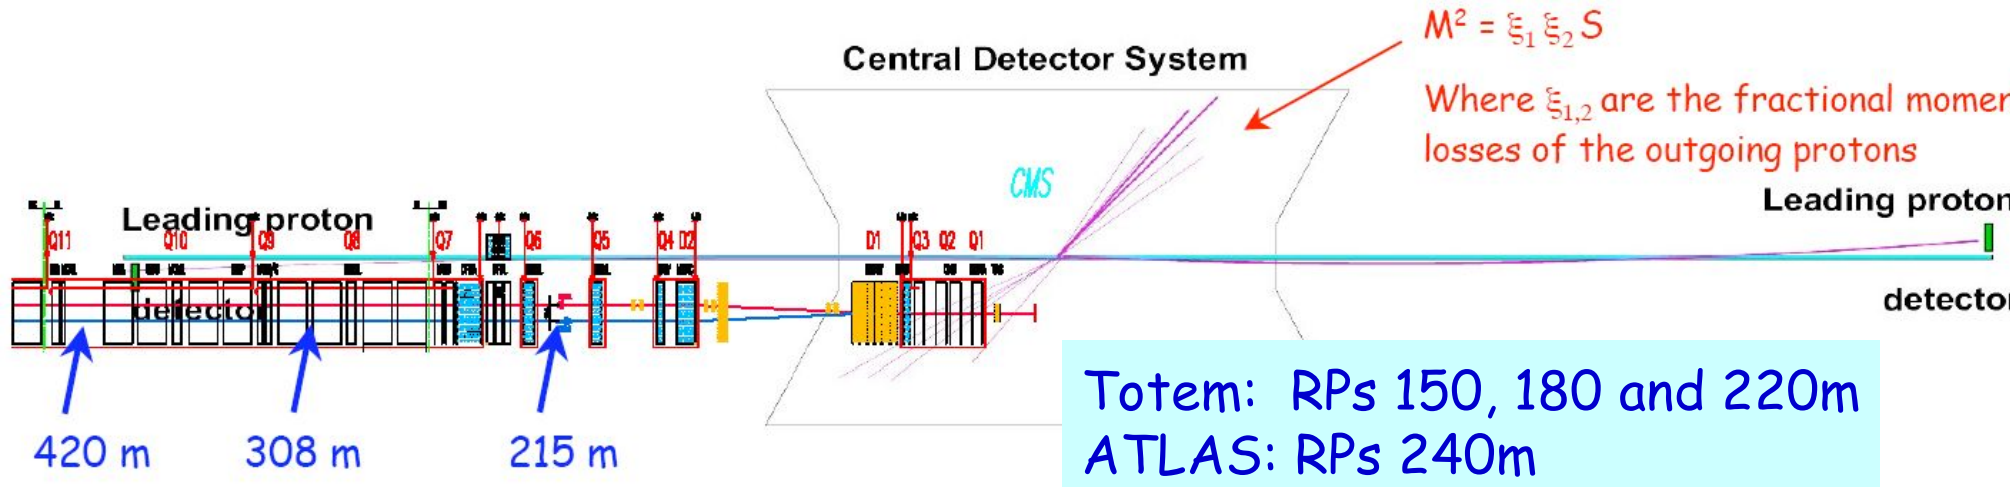 M² = ξ₁ ξ₂ S
Central Detector System
Where ξ₁,₂ are the fractional momen
losses of the outgoing protons
CMS
Leading proton
Leading proton
Q11 Q10 Q9 Q8 Q7 Q6 Q5 Q4 D2 D1 Q3 Q2 Q1
detector
detector
420 m 308 m 215 m
Totem: RPs 150, 180 and 220m
ATLAS: RPs 240m